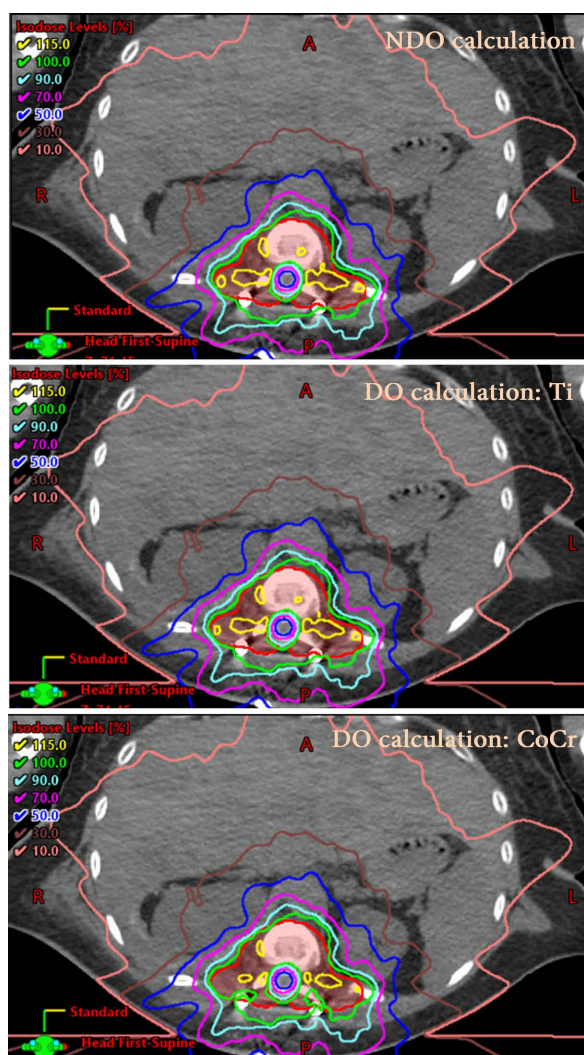 Isodose Levels [%]
NDO calculation
✔ 115.0
✔ 100.0
✔ 90.0
✔ 70.0
✔ 50.0
✔ 30.0
✔ 10.0
A
R
L
Standard
Head First-Supine
P
Isodose Levels [%]
DO calculation: Ti
✔ 115.0
✔ 100.0
✔ 90.0
✔ 70.0
✔ 50.0
✔ 30.0
✔ 10.0
A
R
L
Standard
Head First-Supine
P
Isodose Levels [%]
DO calculation: CoCr
✔ 115.0
✔ 100.0
✔ 90.0
✔ 70.0
✔ 50.0
✔ 30.0
✔ 10.0
A
R
L
Standard
Head First-Supine
P